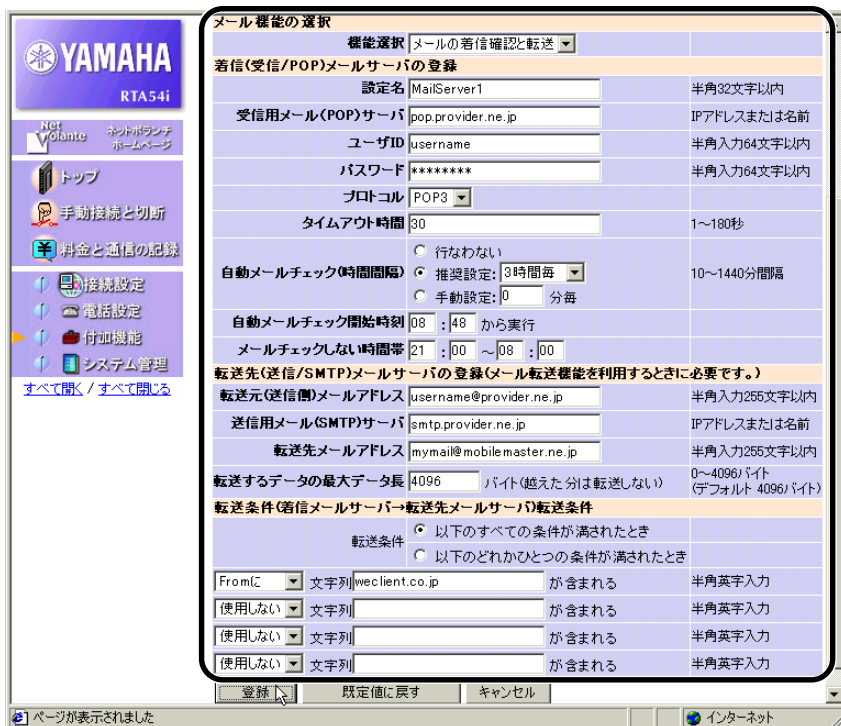 YAMAHA
RTA54i
Net Volante ネットボランチ ホームページ
トップ
手動接続と切断
料金と通信の記録
接続設定
電話設定
付加機能
システム管理
すべて開く / すべて閉じる
メール機能の選択
機能選択 メールの着信確認と転送
着信(受信/POP)メールサーバの登録
設定名 MailServer1 半角32文字以内
受信用メール(POP)サーバ pop.provider.ne.jp IPアドレスまたは名前
ユーザID username 半角入力64文字以内
パスワード ******** 半角入力64文字以内
プロトコル POP3
タイムアウト時間 30 1~180秒
自動メールチェック(時間間隔) 10~1440分間隔
行なわない
推奨設定: 3時間毎
手動設定: 0 分毎
自動メールチェック開始時刻 08 : 48 から実行
メールチェックしない時間帯 21 : 00 ~ 08 : 00
転送先(送信/SMTP)メールサーバの登録(メール転送機能を利用するときに必要です。)
転送元(送信側)メールアドレス username@provider.ne.jp 半角入力255文字以内
送信用メール(SMTP)サーバ smtp.provider.ne.jp IPアドレスまたは名前
転送先メールアドレス mymail@mobilemaster.ne.jp 半角入力255文字以内
転送するデータの最大データ長 4096 バイト(越えた分は転送しない) 0~4096バイト
(デフォルト 4096バイト)
転送条件(着信メールサーバ→転送先メールサーバ)転送条件
転送条件
以下のすべての条件が満されたとき
以下のどれかひとつの条件が満されたとき
Fromに 文字列 weclient.co.jp が含まれる 半角英字入力
使用しない 文字列 が含まれる 半角英字入力
使用しない 文字列 が含まれる 半角英字入力
使用しない 文字列 が含まれる 半角英字入力
登録 既定値に戻す キャンセル
ページが表示されました インターネット